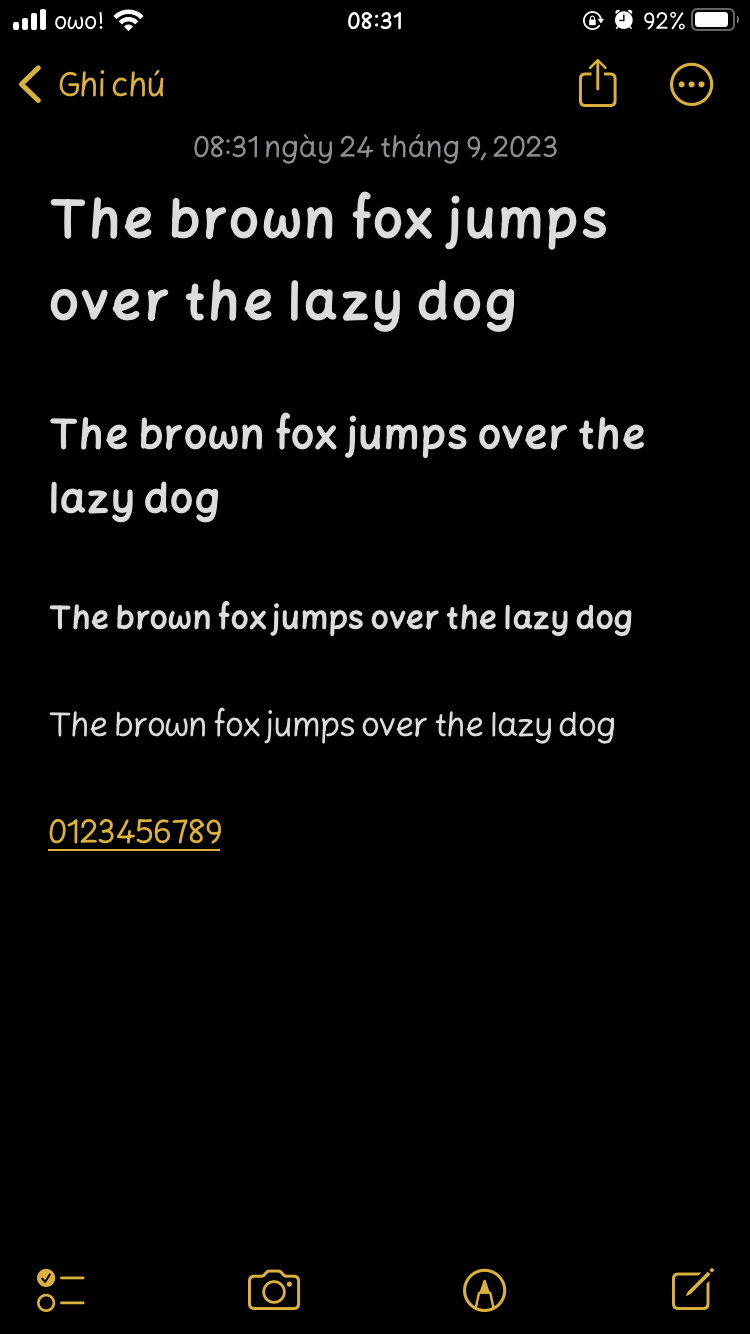 owo! 08:31 92%
Ghi chú
08:31 ngày 24 tháng 9, 2023
The brown fox jumps
over the lazy dog
The brown fox jumps over the
lazy dog
The brown fox jumps over the lazy dog
The brown fox jumps over the lazy dog
0123456789